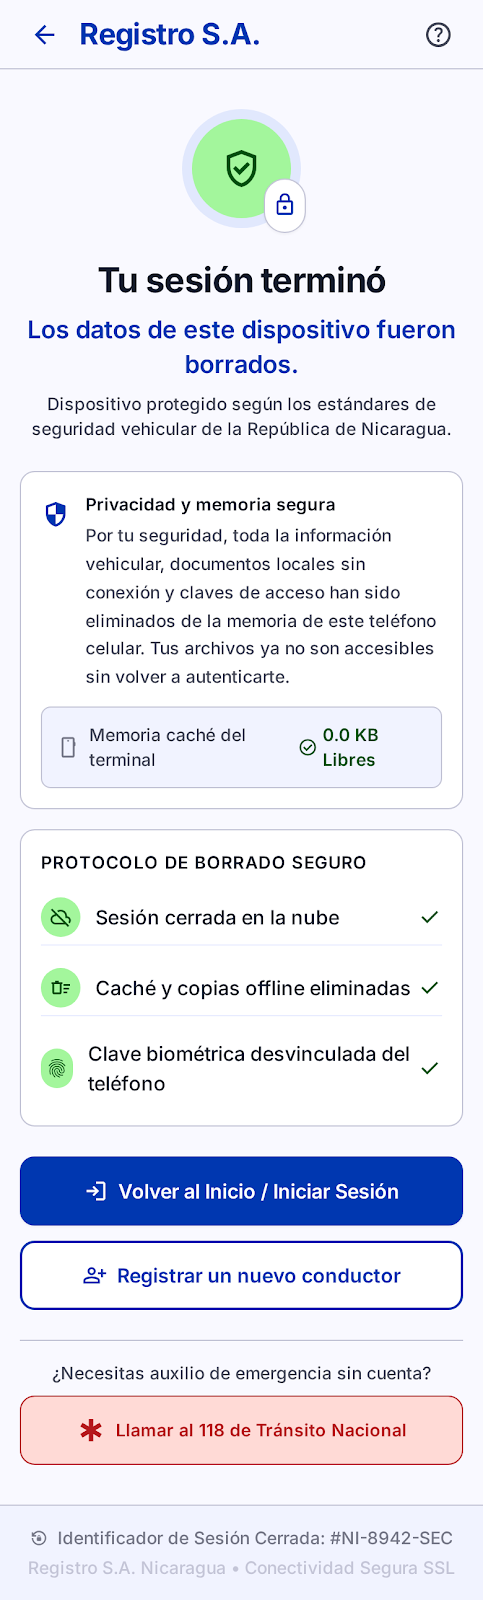 Registro S.A.
Tu sesión terminó
Los datos de este dispositivo fueron
borrados.
Dispositivo protegido según los estándares de
seguridad vehicular de la República de Nicaragua.
Privacidad y memoria segura
Por tu seguridad, toda la información
vehicular, documentos locales sin
conexión y claves de acceso han sido
eliminados de la memoria de este teléfono
celular. Tus archivos ya no son accesibles
sin volver a autenticarte.
Memoria caché del
terminal
0.0 KB
Libres
PROTOCOLO DE BORRADO SEGURO
Sesión cerrada en la nube
Caché y copias offline eliminadas
Clave biométrica desvinculada del
teléfono
Volver al Inicio / Iniciar Sesión
Registrar un nuevo conductor
¿Necesitas auxilio de emergencia sin cuenta?
Llamar al 118 de Tránsito Nacional
Identificador de Sesión Cerrada: #NI-8942-SEC
Registro S.A. Nicaragua • Conectividad Segura SSL